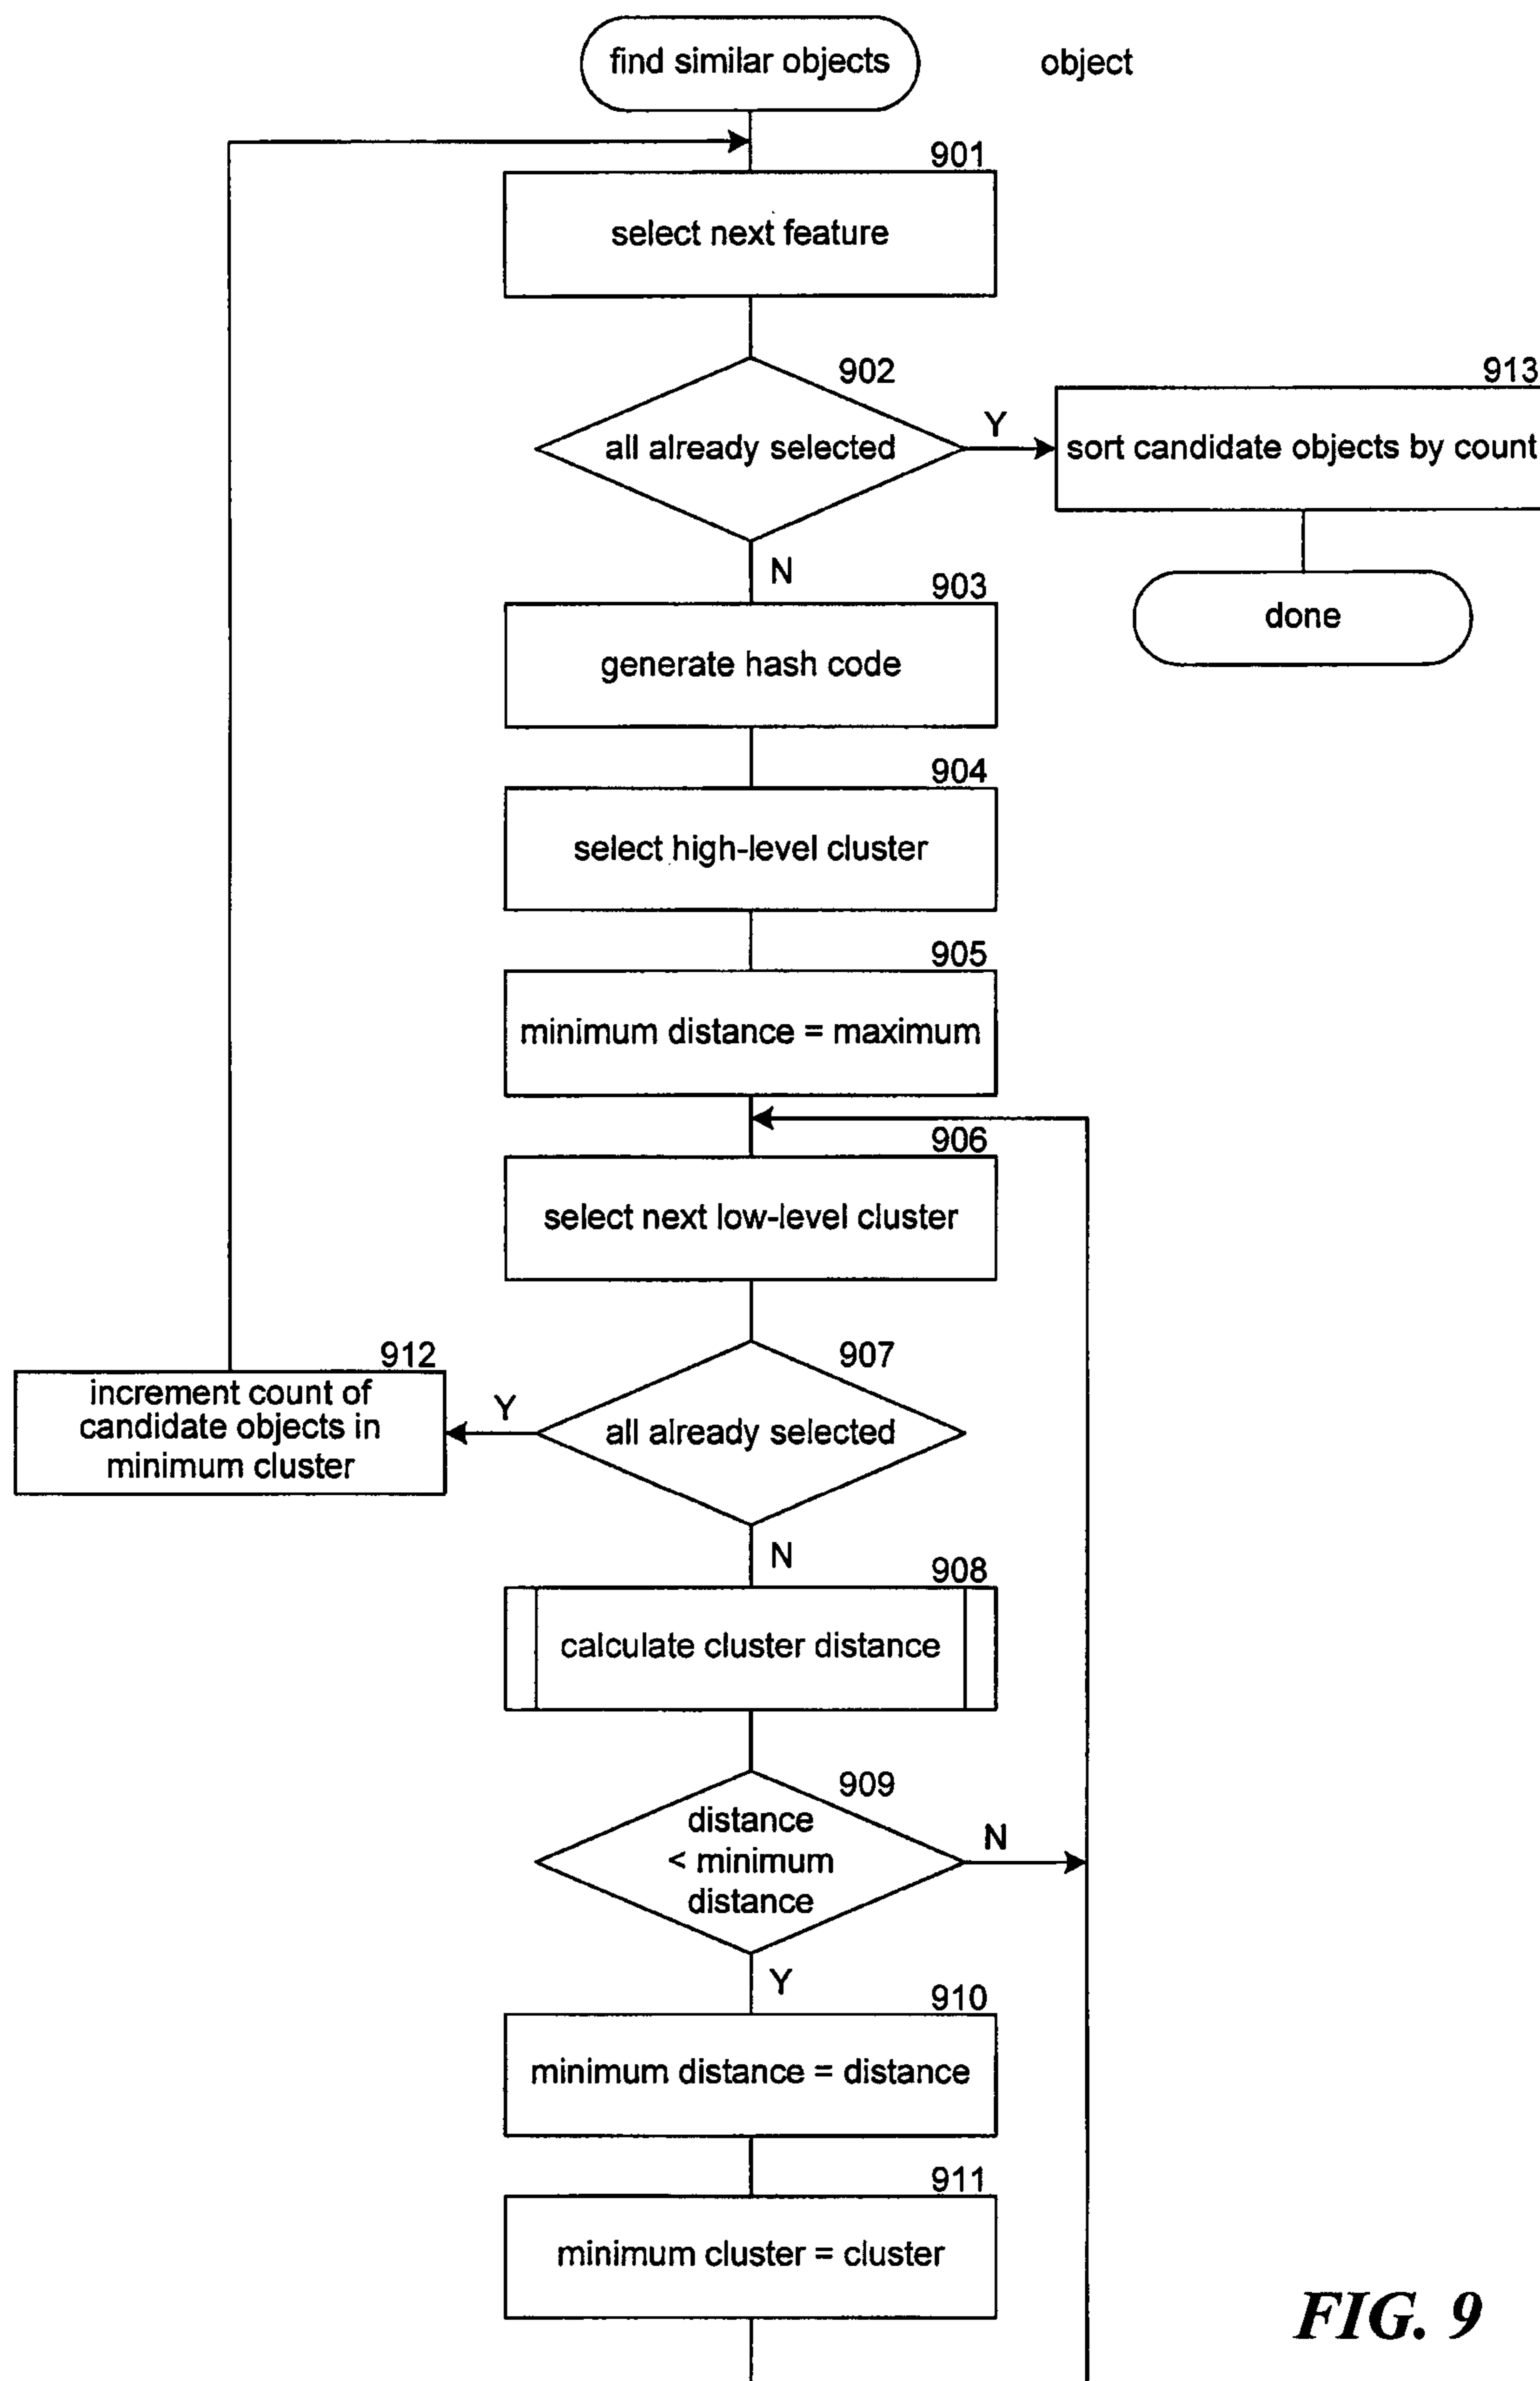 find similar objects
object
901
select next feature
902
all already selected
Y
913
sort candidate objects by count
N
done
903
generate hash code
904
select high-level cluster
905
minimum distance = maximum
906
select next low-level cluster
907
all already selected
Y
912
increment count of
candidate objects in
minimum cluster
N
908
calculate cluster distance
909
distance
< minimum
distance
N
Y
910
minimum distance = distance
911
minimum cluster = cluster
FIG. 9